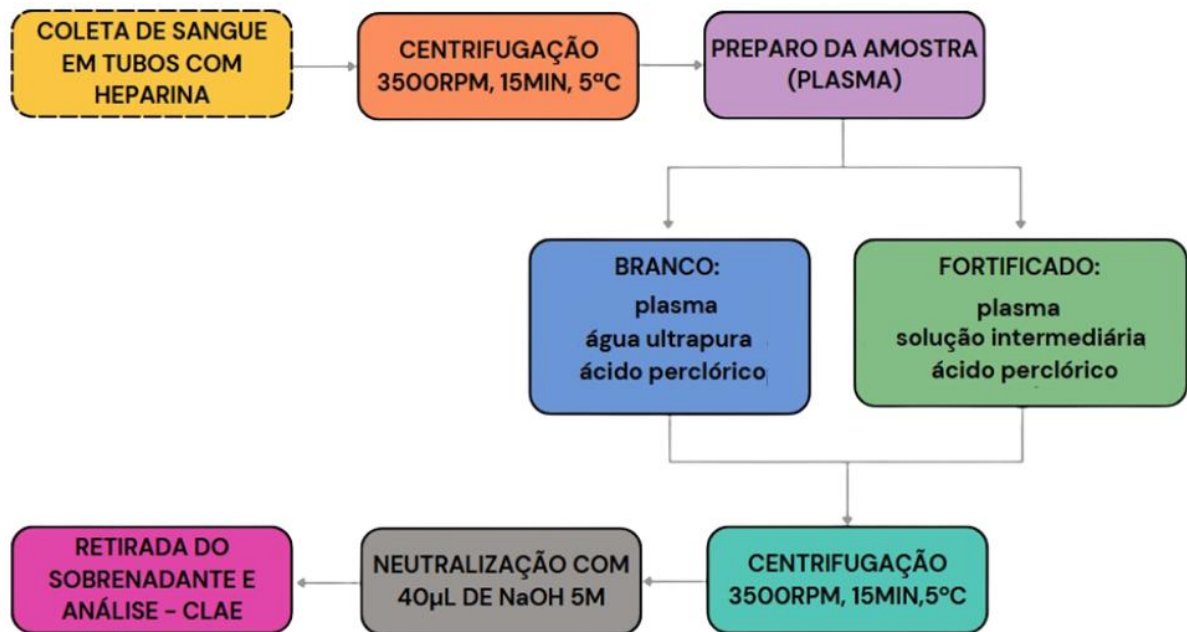 COLETA DE SANGUE
EM TUBOS COM
HEPARINA
CENTRIFUGAÇÃO
3500RPM, 15MIN, 5ªC
PREPARO DA AMOSTRA
(PLASMA)
BRANCO:
plasma
água ultrapura
ácido perclórico
FORTIFICADO:
plasma
solução intermediária
ácido perclórico
CENTRIFUGAÇÃO
3500RPM, 15MIN,5ºC
NEUTRALIZAÇÃO COM
40µL DE NaOH 5M
RETIRADA DO
SOBRENADANTE E
ANÁLISE - CLAE